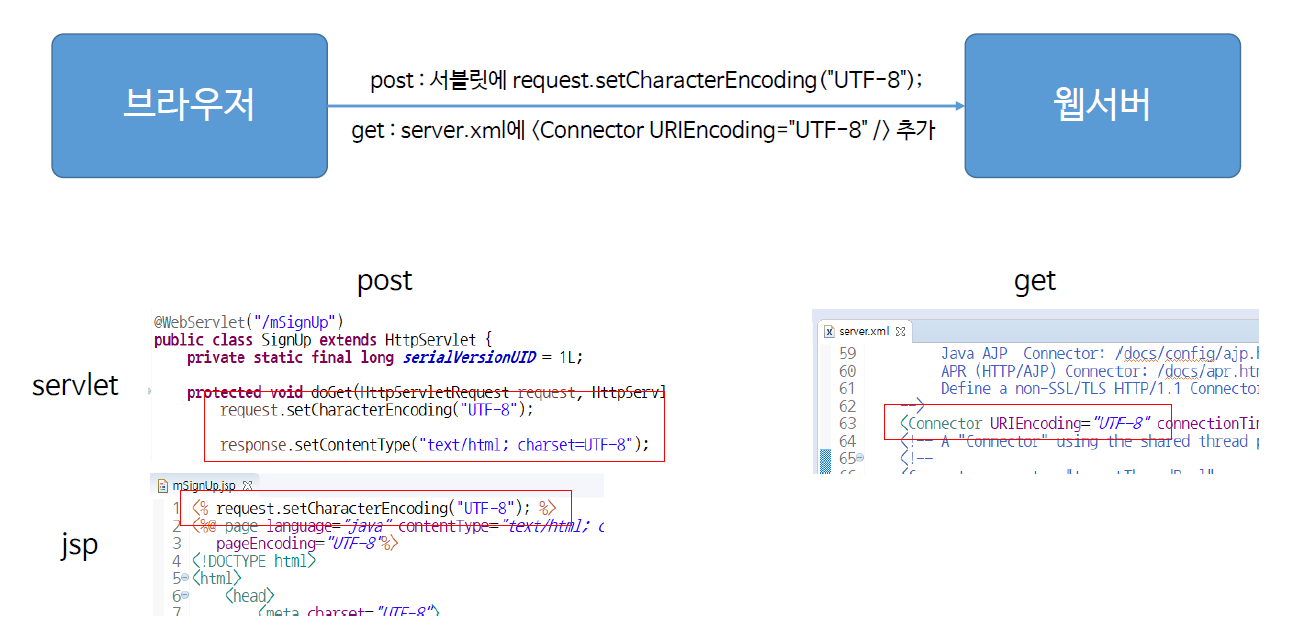 브라우저
post : 서블릿에 request.setCharacterEncoding("UTF-8");
get : server.xml에 <Connector URIEncoding="UTF-8" /> 추가
웹서버
post
get
servlet
@WebServlet("/mSignUp")
public class SignUp extends HttpServlet {
private static final long serialVersionUID = 1L;
protected void doGet(HttpServletRequest request, HttpServl
request.setCharacterEncoding("UTF-8");
response.setContentType("text/html; charset=UTF-8");
server.xml
59 Java AJP Connector: /docs/config/ajp.h
60 APR (HTTP/AJP) Connector: /docs/apr.htm
61 Define a non-SSL/TLS HTTP/1.1 Connector
62 -->
63 <Connector URIEncoding="UTF-8" connectionTim
64 <!-- A "Connector" using the shared thread p
65 <!--
jsp
mSignUp.jsp
1 <% request.setCharacterEncoding("UTF-8"); %>
2 <%@ page language="java" contentType="text/html; c
3 pageEncoding="UTF-8"%>
4 <!DOCTYPE html>
5 <html>
6 <head>
7 <meta charset="UTF-8">